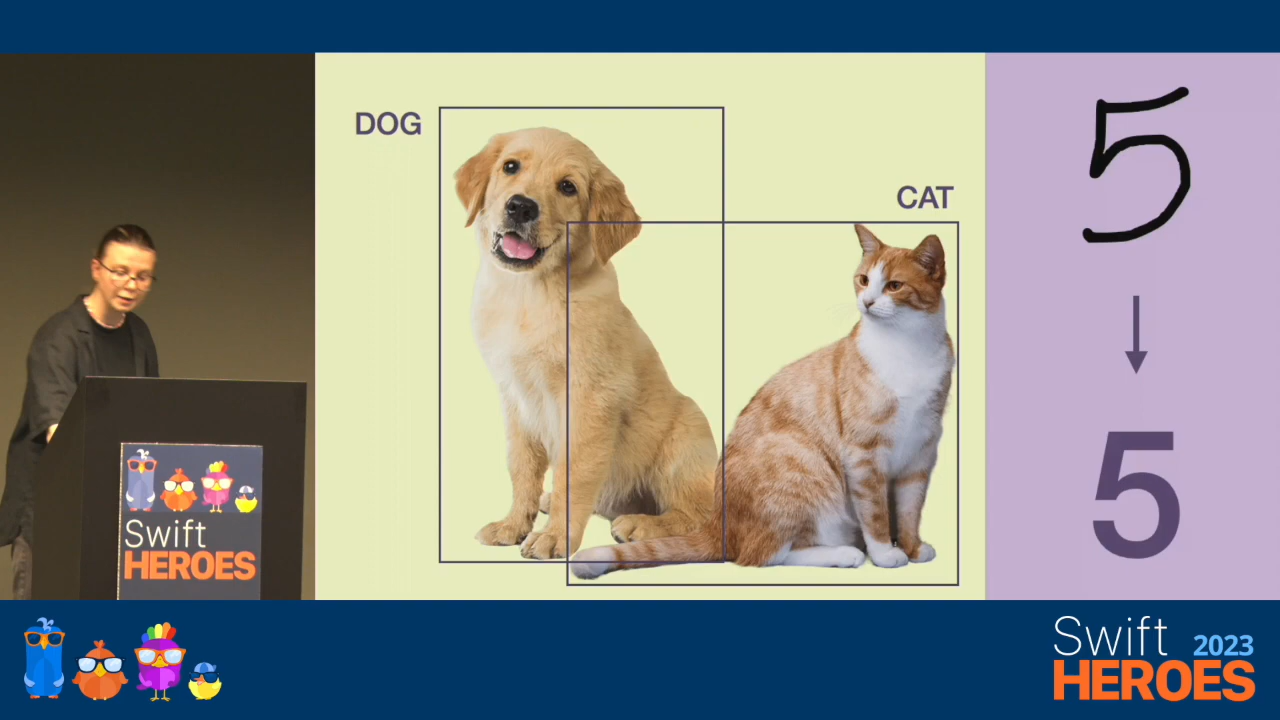 DOG
CAT
5
5
Swift
HEROES
Swift 2023
HEROES